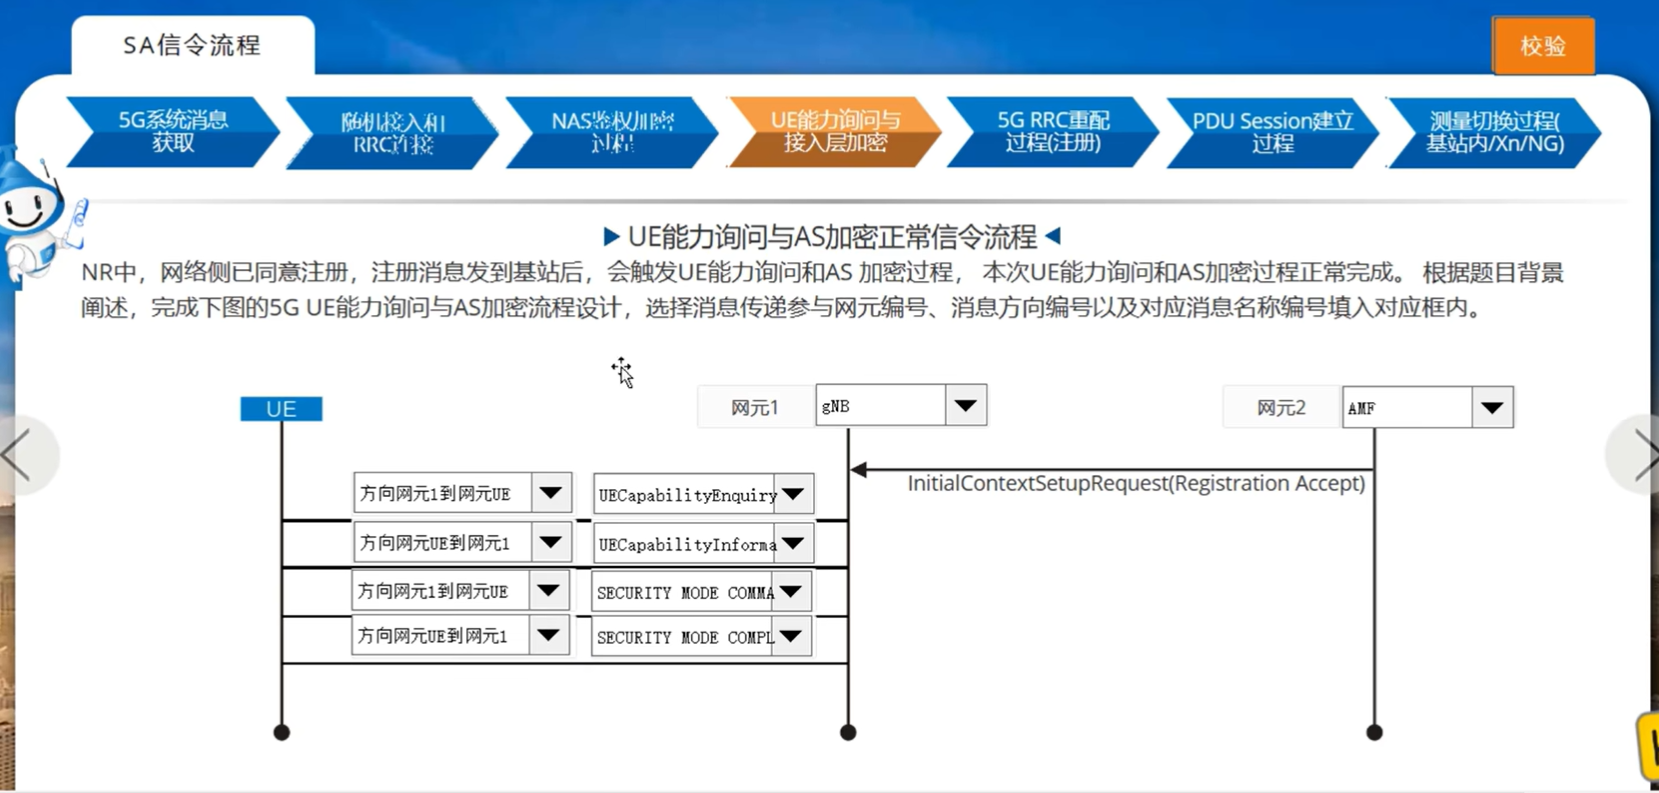 SA信令流程
校验
5G系统消息
获取
随机接入和
RRC连接
NAS鉴权加密
过程
UE能力询问与
接入层加密
5G RRC重配
过程(注册)
PDU Session建立
过程
测量切换过程(
基站内/Xn/NG)
UE能力询问与AS加密正常信令流程
NR中，网络侧已同意注册，注册消息发到基站后，会触发UE能力询问和AS 加密过程， 本次UE能力询问和AS加密过程正常完成。 根据题目背景
阐述，完成下图的5G UE能力询问与AS加密流程设计，选择消息传递参与网元编号、消息方向编号以及对应消息名称编号填入对应框内。
UE
网元1 gNB
网元2 AMF
InitialContextSetupRequest(Registration Accept)
方向网元1到网元UE UECapabilityEnquiry
方向网元UE到网元1 UECapabilityInforma
方向网元1到网元UE SECURITY MODE COMMA
方向网元UE到网元1 SECURITY MODE COMPL